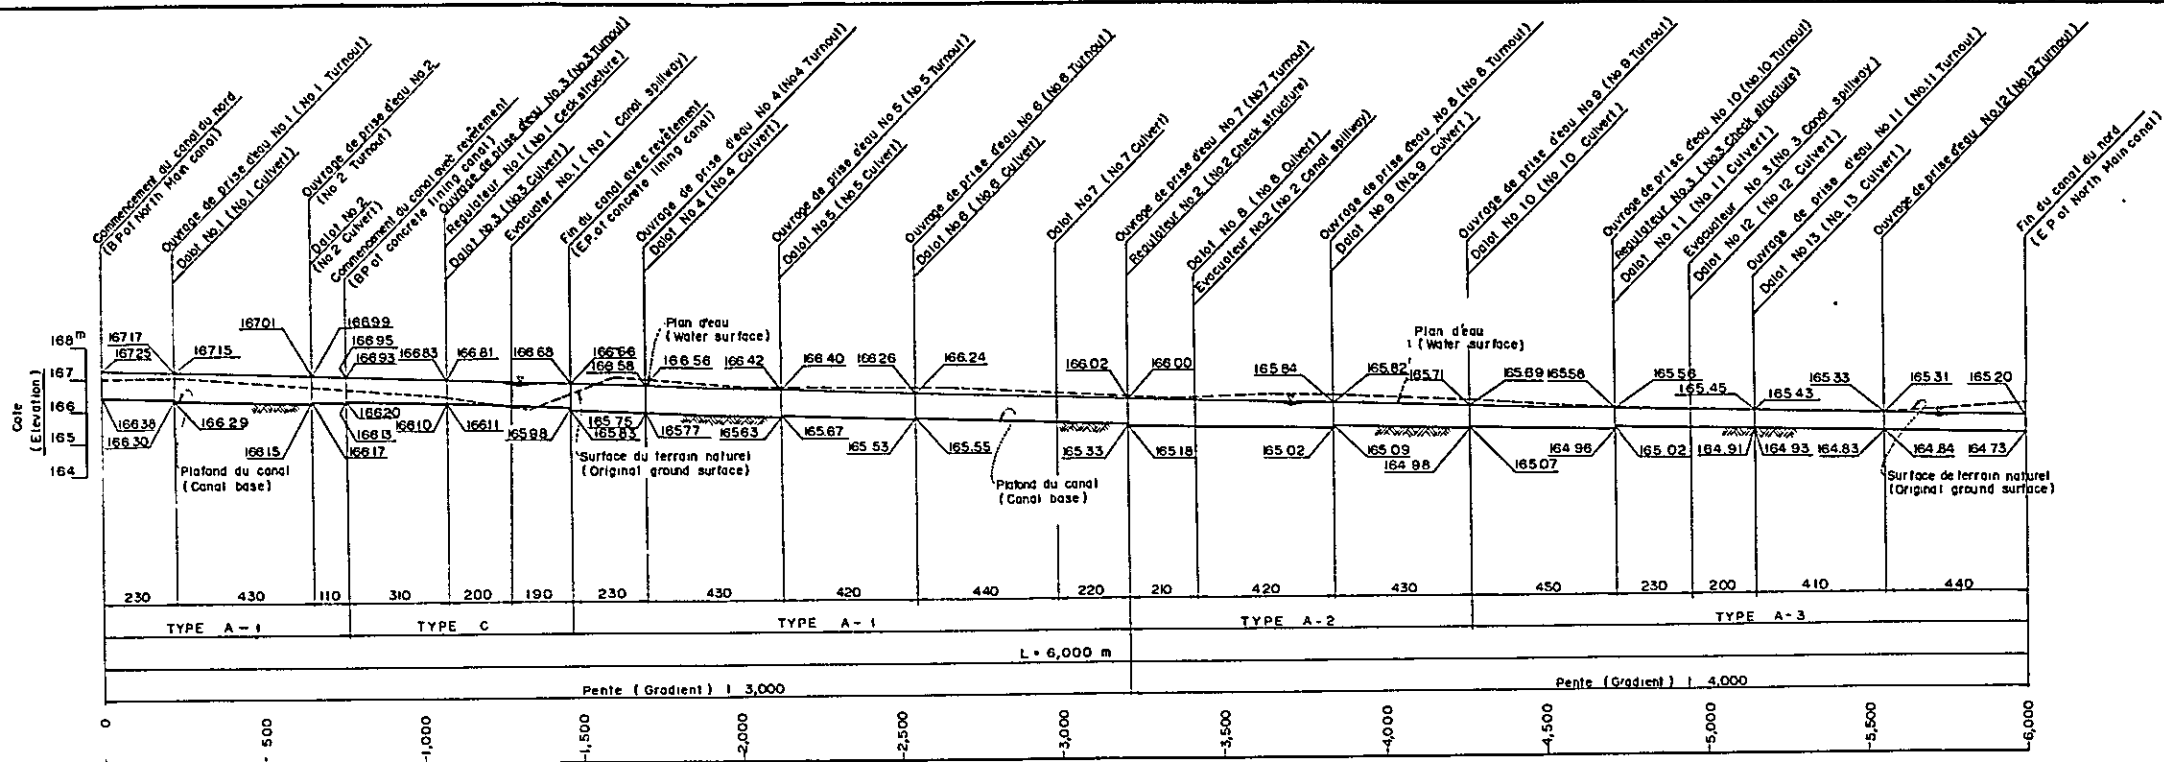 Commencement du canal du nord
(BP of North Main canal)
Ouvrage de prise d'eau No 1 ( No 1 Turnout)
Dalot No.1 ( No.1 Culvert)
Ouvrage de prise d'eau No 2
(No 2 Turnout)
Dalot No.2
(No 2 Culvert)
Commencement du canal avec revêtement
(BP of concrete lining canal)
Ouvrage de prise d'eau No.3 (No3 Turnout)
Regulateur No.1 ( No 1 Ceck structure)
Dalot No.3 ( No3 Culvert)
Evacuater No.1 ( No 1 Canal spillway)
Fin du canal avec revêtement
(E.P. of concrete lining canal)
Ouvrage de prise d'eau No 4 (No4 Turnout)
Dalot No 4 ( No 4 Culvert)
Ouvrage de prise d'eau No 5 ( No 5 Turnout)
Dalot No.5 ( No 5 Culvert)
Ouvrage de prise d'eau No 6 ( No 6 Turnout)
Dalot No6 ( No.6 Culvert)
Dalot No 7 ( No 7 Culvert)
Ouvrage de prise d'eau No 7 ( No 7 Turnout)
Regulateur No 2 ( No.2 Check structure)
Dalot No 8 ( No 8 Culvert)
Evacuateur No.2 ( No 2 Canal spillway)
Ouvrage de prise d'eau No 8 ( No 8 Turnout)
Dalot No 9 ( No.9 Culvert )
Ouvrage de prise d'eau No 9 ( No 9 Turnout)
Dalot No 10 ( No 10 Culvert)
Ouvrage de prise d'eau No 10 ( No.10 Turnout)
Regulateur No.3 ( No.3 Check structure)
Dalot No 11 ( No. 11 Culvert)
Evacuateur No 3 ( No 3 Canal spillway)
Dalot No 12 ( No 12 Culvert)
Ouvrage de prise d'eau No 11 ( No.11 Turnout)
Dalot No 13 ( No. 13 Culvert)
Ouvrage de prise d'eau No.12 (No.12 Turnout)
Fin du canal du nord
(E P of North Main canal)
Cote
(Elevation)
168 m
167
166
165
164
167.17
167.25
167.15
167.01
166.99
166.95
166.93
166.83
166.81
166.68
166.66
166.58
166.56
166.42
166.40
166.26
166.24
166.02
166.00
165.84
165.82
165.71
165.69
165.58
165.56
165.45
165.43
165.33
165.31
165.20
Plan d'eau
(Water surface)
Plan d'eau
(Water surface)
166.38
166.30
166.29
166.15
166.17
166.20
166.13
166.10
166.11
165.98
165.75
165.83
165.77
165.63
165.67
165.53
165.55
165.33
165.18
165.02
165.09
164.98
165.07
164.96
165.02
164.91
164.93
164.83
164.84
164.73
Plafond du canal
(Canal base)
Surface du terrain naturel
(Original ground surface)
Plafond du canal
(Canal base)
Surface de terrain naturel
(Original ground surface)
230 430 110 310 200 190 230 430 420 440 220 210 420 430 450 230 200 410 440
TYPE A-1 TYPE C TYPE A-1 TYPE A-2 TYPE A-3
L = 6,000 m
Pente ( Gradient ) 1 3,000 Pente (Gradient ) 1 4,000
0 500 1,000 1,500 2,000 2,500 3,000 3,500 4,000 4,500 5,000 5,500 6,000